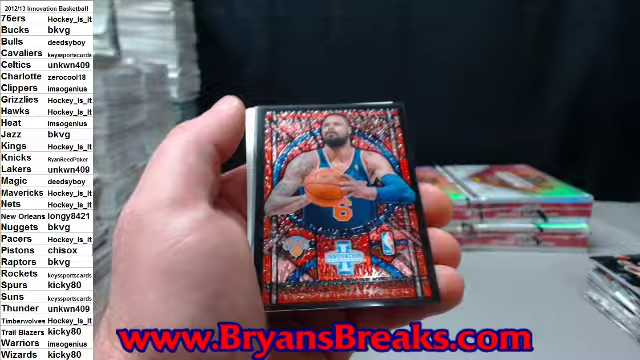 2012/13 Innovation Basketball
76ers Hockey_Is_It
Bucks bkvg
Bulls deedsyboy
Cavaliers keyssportscards
Celtics unkwn409
Charlotte zerocool18
Clippers imsogenius
Grizzlies Hockey_Is_It
Hawks Hockey_Is_It
Heat imsogenius
Jazz bkvg
Kings Hockey_Is_It
Knicks RyanReedPoker
Lakers unkwn409
Magic deedsyboy
Mavericks Hockey_Is_It
Nets Hockey_Is_It
New Orleans longy8421
Nuggets bkvg
Pacers Hockey_Is_It
Pistons chisox
Raptors bkvg
Rockets keyssportscards
Spurs kicky80
Suns keyssportscards
Thunder unkwn409
Timberwolves Hockey_Is_It
Trail Blazers kicky80
Warriors imsogenius
Wizards kicky80
6
www.BryansBreaks.com